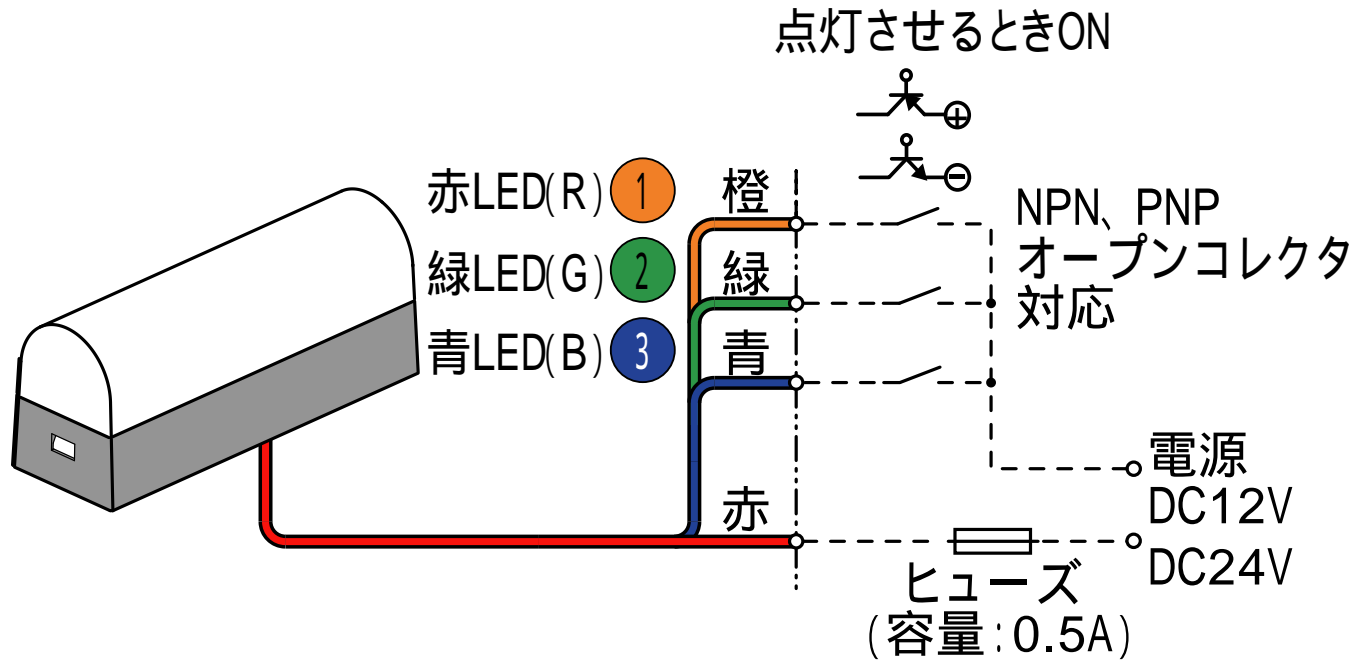 点灯させるときON
赤LED(R) 1 橙
NPN、PNP
オープンコレクタ
対応
緑LED(G) 2 緑
青LED(B) 3 青
電源
DC12V
DC24V
赤
ヒューズ
(容量:0.5A)